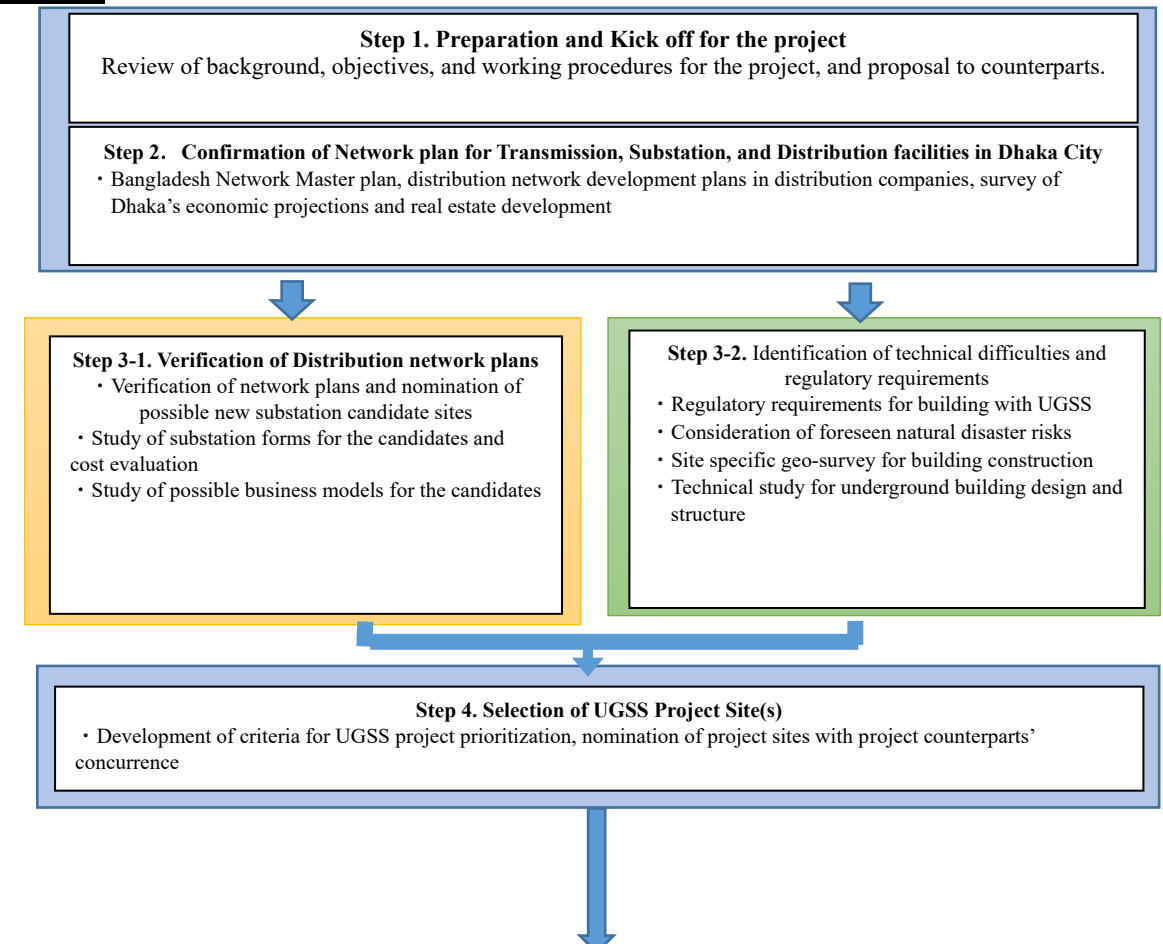 Step 1. Preparation and Kick off for the project
Review of background, objectives, and working procedures for the project, and proposal to counterparts.
Step 2. Confirmation of Network plan for Transmission, Substation, and Distribution facilities in Dhaka City
・Bangladesh Network Master plan, distribution network development plans in distribution companies, survey of
Dhaka’s economic projections and real estate development
Step 3-1. Verification of Distribution network plans
・Verification of network plans and nomination of
possible new substation candidate sites
・Study of substation forms for the candidates and
cost evaluation
・Study of possible business models for the candidates
Step 3-2. Identification of technical difficulties and
regulatory requirements
・Regulatory requirements for building with UGSS
・Consideration of foreseen natural disaster risks
・Site specific geo-survey for building construction
・Technical study for underground building design and
structure
Step 4. Selection of UGSS Project Site(s)
・Development of criteria for UGSS project prioritization, nomination of project sites with project counterparts’
concurrence